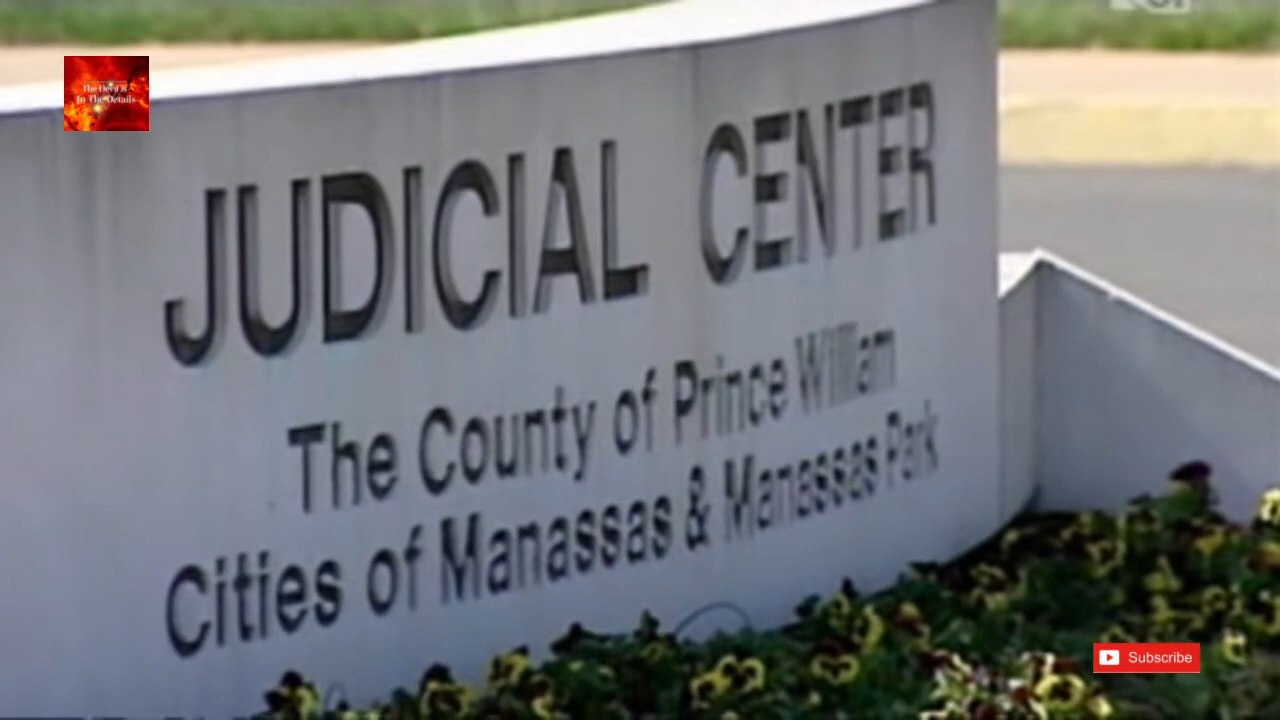 The Devil is
In The Details
JUDICIAL CENTER
The County of Prince William
Cities of Manassas & Manassas Park
Subscribe